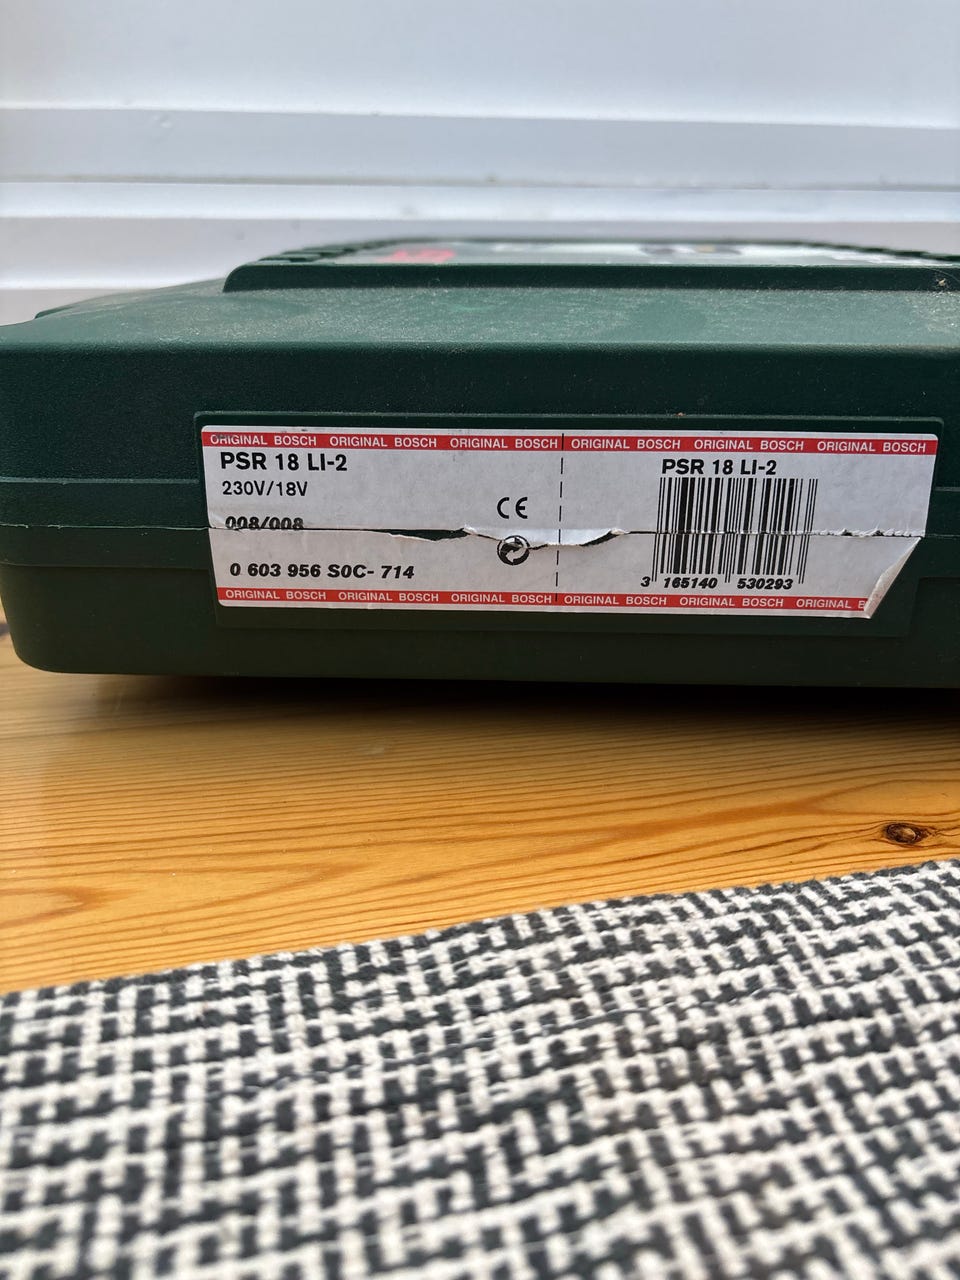 ORIGINAL BOSCH ORIGINAL BOSCH ORIGINAL BOSCH ORIGINAL BOSCH ORIGINAL BOSCH ORIGINAL BOSCH
PSR 18 LI-2
230V/18V
008/008
CE
0 603 956 S0C- 714
PSR 18 LI-2
3 165140 530293
ORIGINAL BOSCH ORIGINAL BOSCH ORIGINAL BOSCH ORIGINAL BOSCH ORIGINAL BOSCH ORIGINAL B